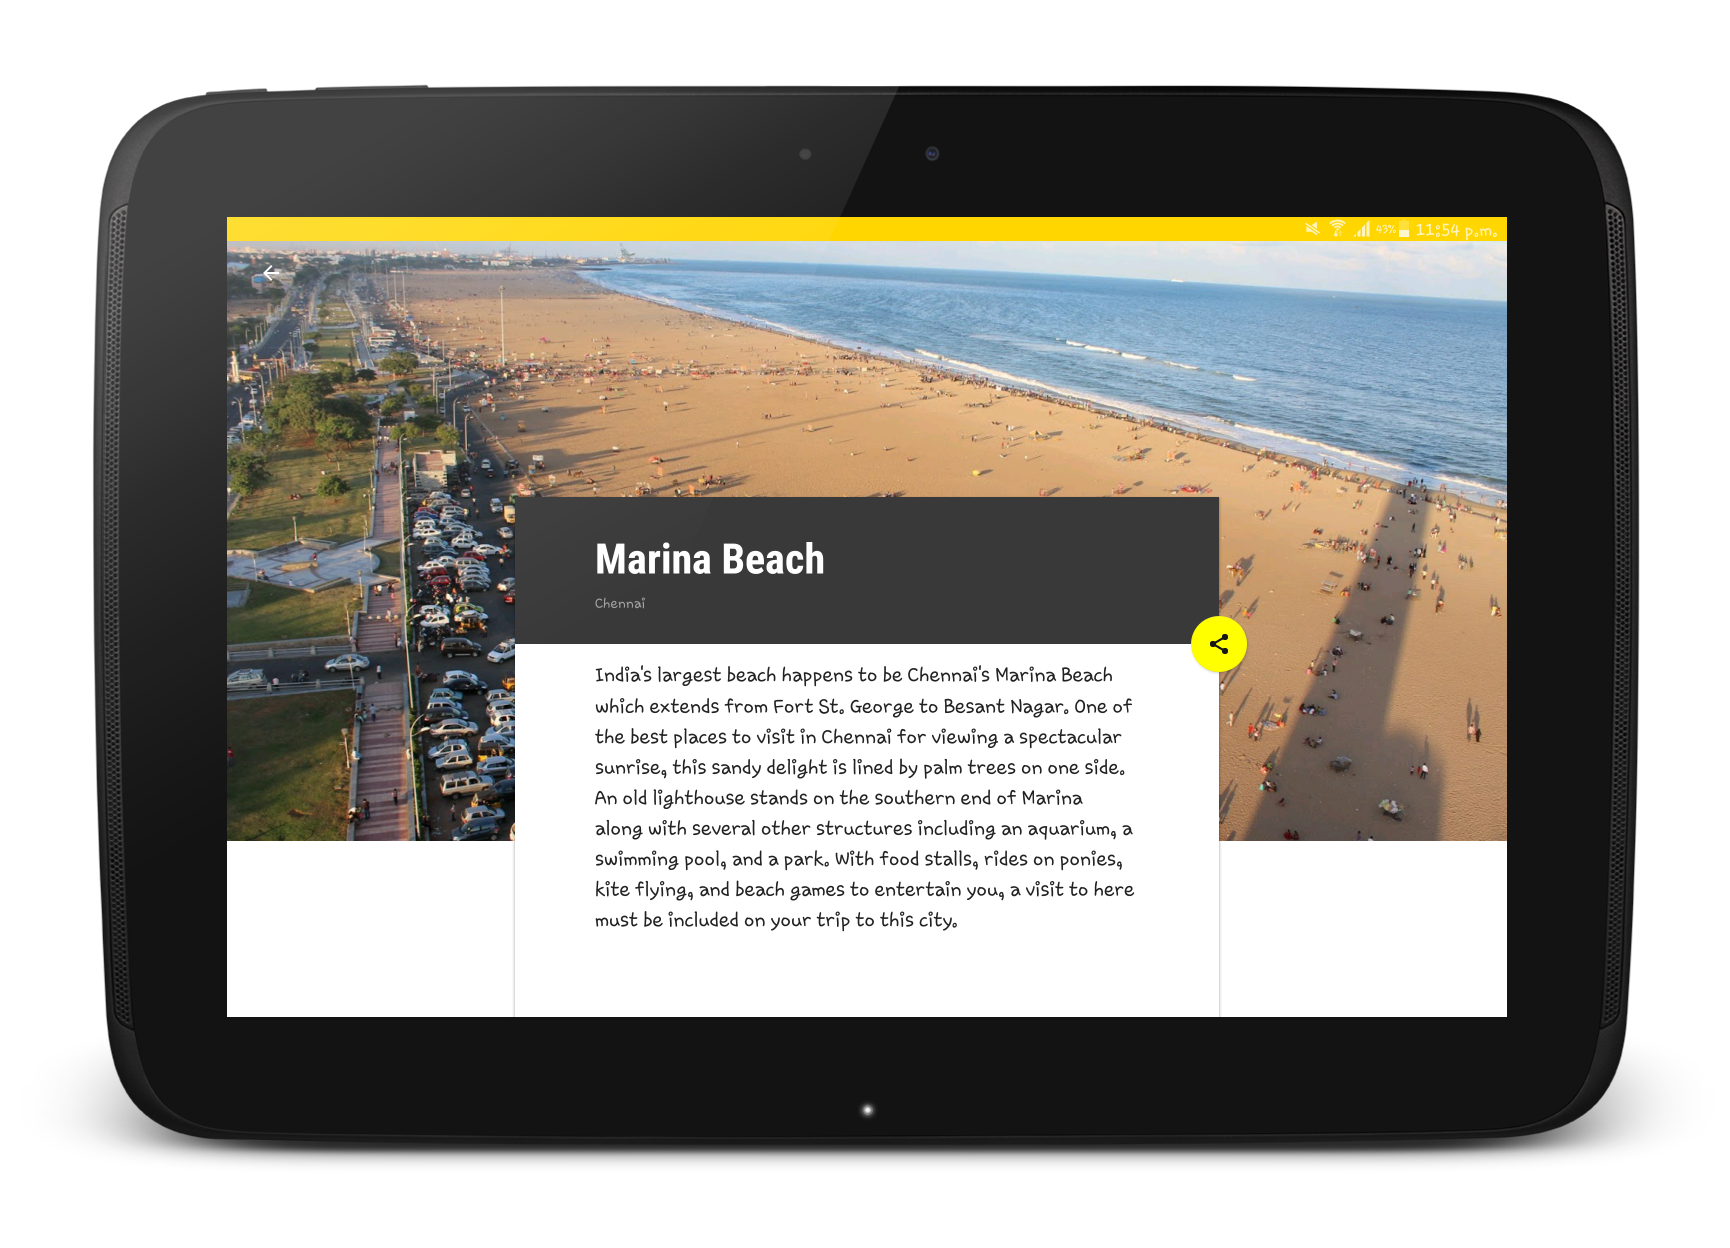 43% 11:54 p.m.
Marina Beach
Chennai
India's largest beach happens to be Chennai's Marina Beach
which extends from Fort St. George to Besant Nagar. One of
the best places to visit in Chennai for viewing a spectacular
sunrise, this sandy delight is lined by palm trees on one side.
An old lighthouse stands on the southern end of Marina
along with several other structures including an aquarium, a
swimming pool, and a park. With food stalls, rides on ponies,
kite flying, and beach games to entertain you, a visit to here
must be included on your trip to this city.